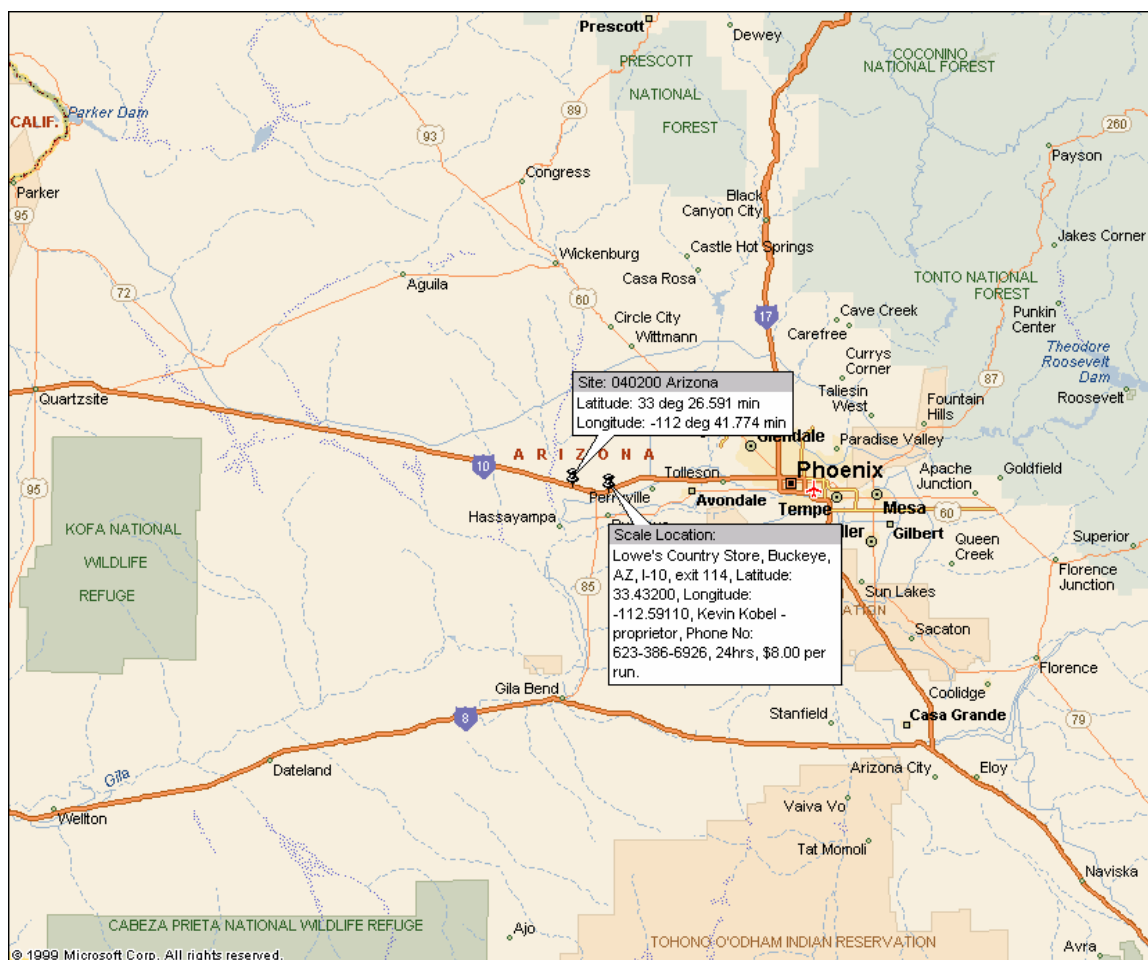 Prescott
Dewey
COCONINO
NATIONAL FOREST
PRESCOTT
NATIONAL
FOREST
Parker Dam
CALIF.
89
93
260
Payson
Congress
Parker
95
Black
Canyon City
Jakes Corner
Castle Hot Springs
Wickenburg
Casa Rosa
Aguila
TONTO NATIONAL
FOREST
72
60
17
Cave Creek
Punkin
Center
Circle City
Carefree
Wittmann
Theodore
Roosevelt
Dam
Currys
Corner
87
Site: 040200 Arizona
Latitude: 33 deg 26.591 min
Longitude: -112 deg 41.774 min
Taliesin
West
Quartzsite
Roosevelt
Fountain
Hills
Glendale
Paradise Valley
ARIZONA
10
Tolleson
Phoenix
Apache
Junction
Goldfield
95
Perryville
Avondale
Tempe
Mesa
60
Hassayampa
KOFA NATIONAL
WILDLIFE
REFUGE
Scale Location:
Lowe's Country Store, Buckeye,
AZ, I-10, exit 114, Latitude:
33.43200, Longitude:
-112.59110, Kevin Kobel -
proprietor, Phone No:
623-386-6926, 24hrs, $8.00 per
run.
Gilbert
Queen
Creek
Superior
Florence
Junction
85
Sun Lakes
Sacaton
Florence
Gila Bend
Coolidge
8
Stanfield
Casa Grande
79
Dateland
Arizona City
Eloy
Gila
Wellton
Vaiva Vo
Tat Momoli
Naviska
CABEZA PRIETA NATIONAL WILDLIFE REFUGE
Ajo
TOHONO O'ODHAM INDIAN RESERVATION
Avra
© 1999 Microsoft Corp. All rights reserved.